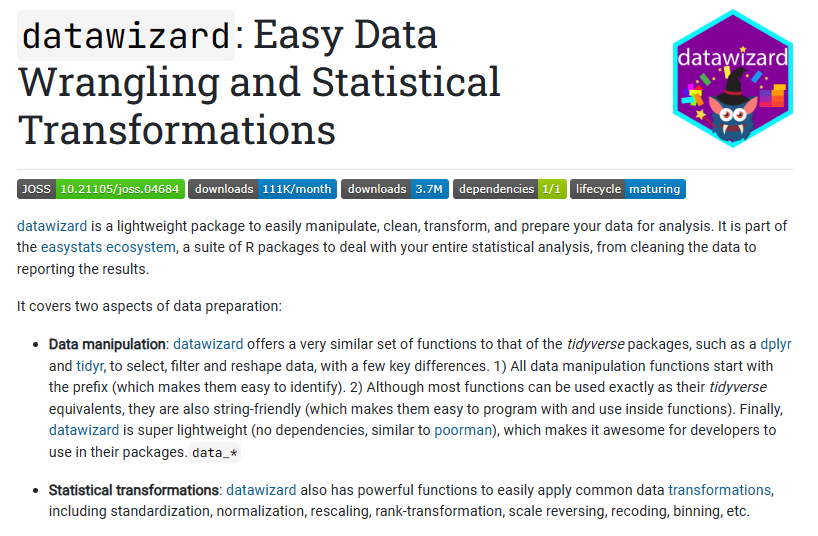 datawizard: Easy Data
Wrangling and Statistical
Transformations
datawizard
JOSS 10.21105/joss.04684 downloads 111K/month downloads 3.7M dependencies 1/1 lifecycle maturing
datawizard is a lightweight package to easily manipulate, clean, transform, and prepare your data for analysis. It is part of
the easystats ecosystem, a suite of R packages to deal with your entire statistical analysis, from cleaning the data to
reporting the results.
It covers two aspects of data preparation:
• Data manipulation: datawizard offers a very similar set of functions to that of the tidyverse packages, such as a dplyr
and tidyr, to select, filter and reshape data, with a few key differences. 1) All data manipulation functions start with
the prefix (which makes them easy to identify). 2) Although most functions can be used exactly as their tidyverse
equivalents, they are also string-friendly (which makes them easy to program with and use inside functions). Finally,
datawizard is super lightweight (no dependencies, similar to poorman), which makes it awesome for developers to
use in their packages. data_*
• Statistical transformations: datawizard also has powerful functions to easily apply common data transformations,
including standardization, normalization, rescaling, rank-transformation, scale reversing, recoding, binning, etc.